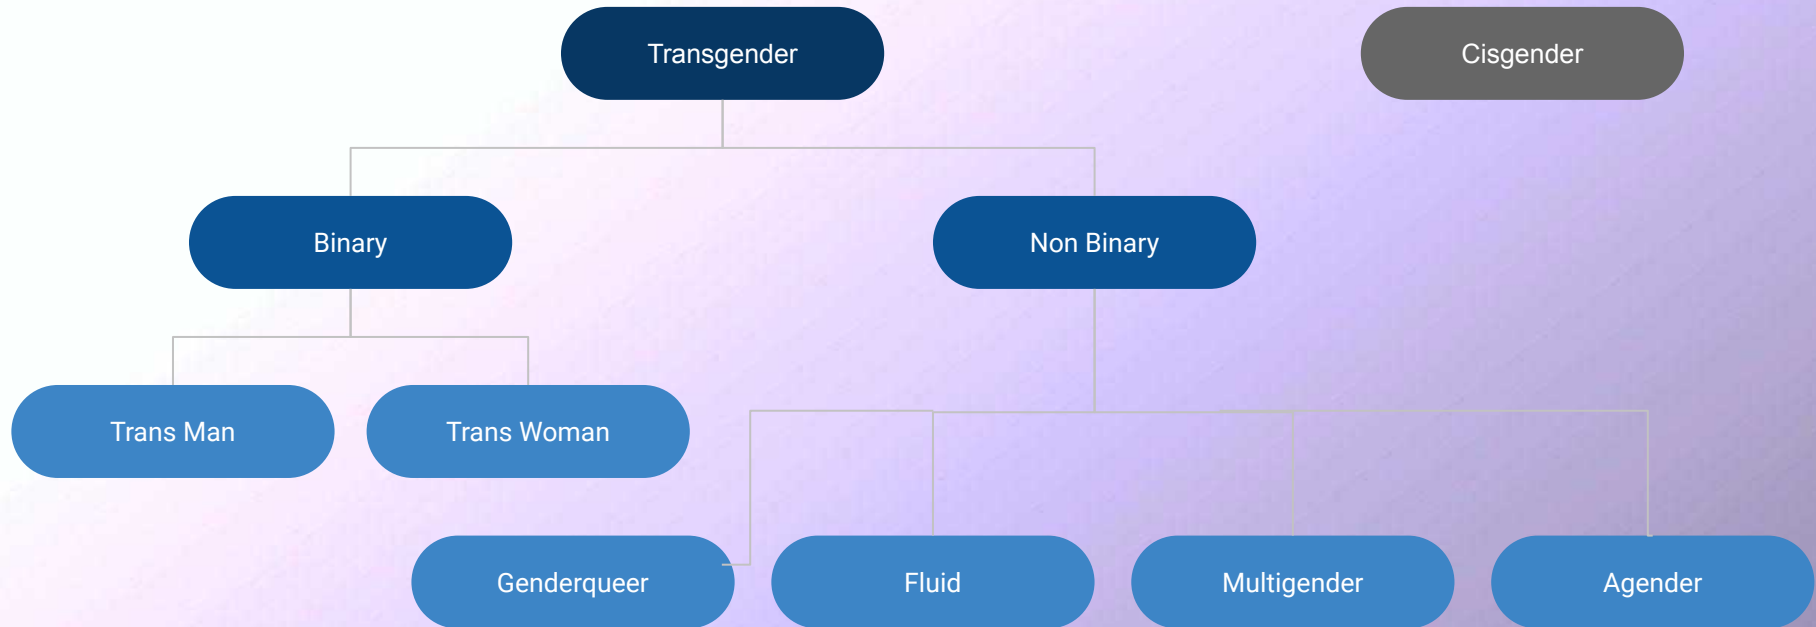 Transgender
Cisgender
Binary
Non Binary
Trans Man
Trans Woman
Genderqueer
Fluid
Multigender
Agender